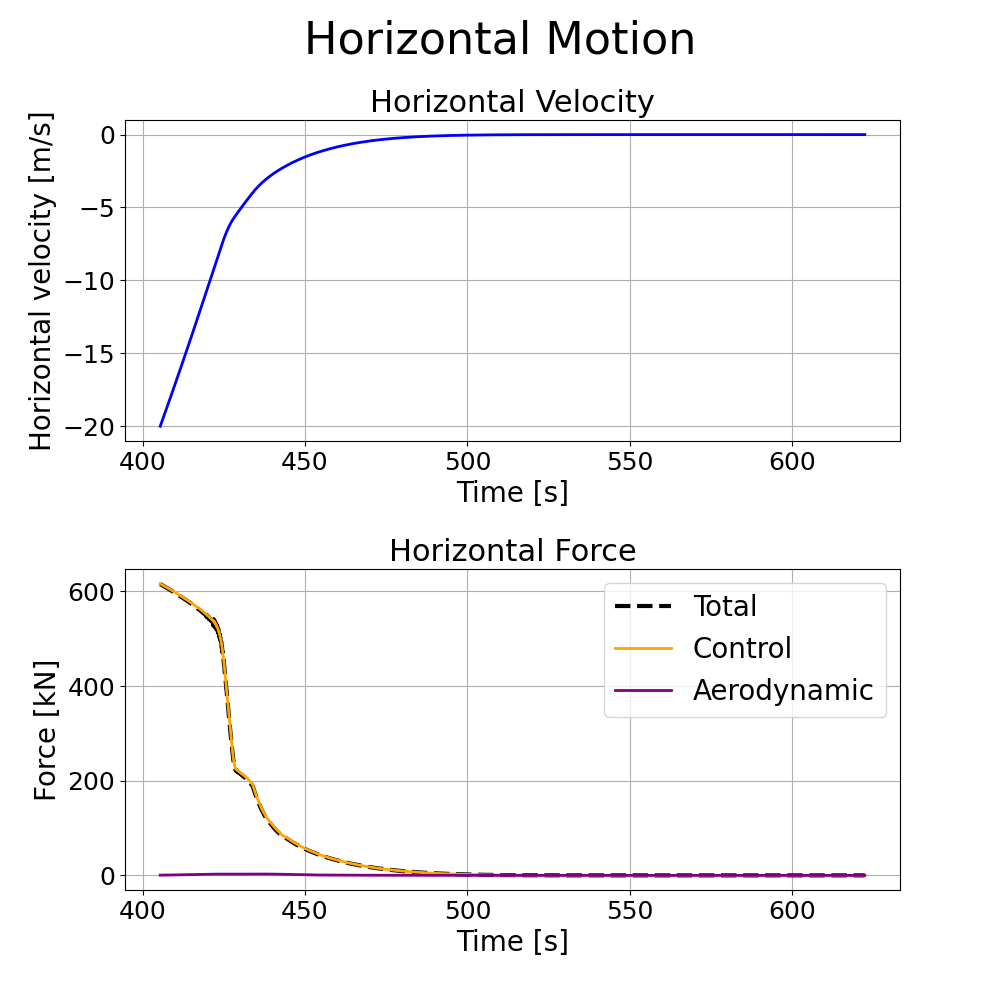 Horizontal Motion
Horizontal Velocity
Horizontal velocity [m/s]
0
−5
−10
−15
−20
400 450 500 550 600
Time [s]
Horizontal Force
Force [kN]
600
400
200
0
Total
Control
Aerodynamic
400 450 500 550 600
Time [s]